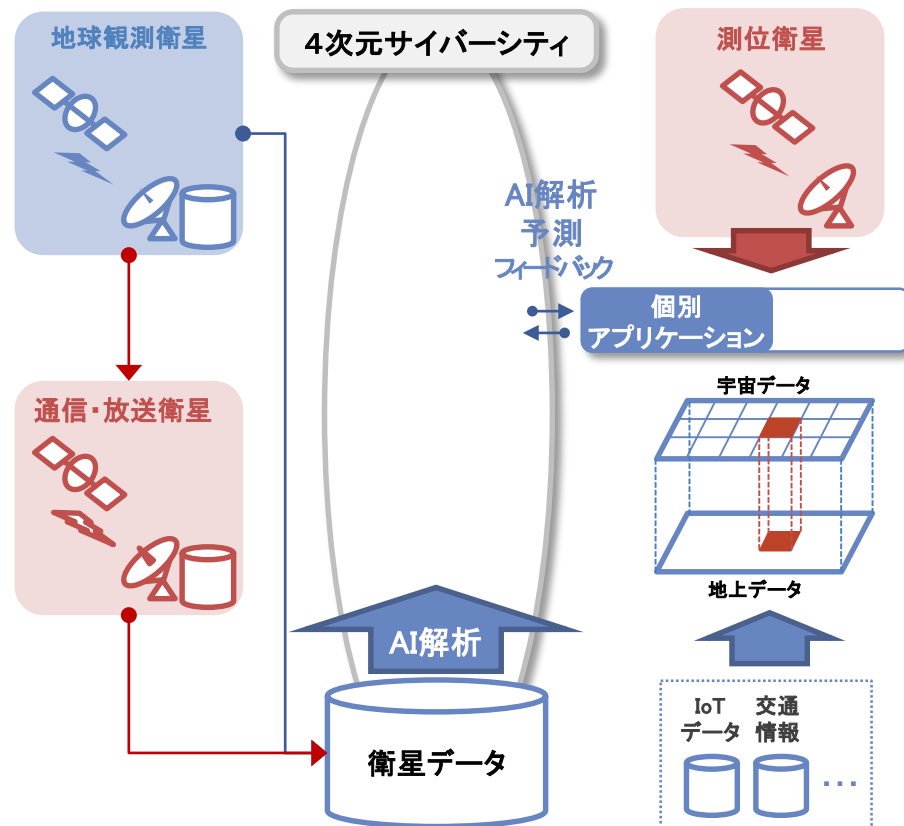 地球観測衛星
４次元サイバーシティ
測位衛星
AI解析
予測
フィードバック
個別
アプリケーション
通信・放送衛星
宇宙データ
地上データ
AI解析
衛星データ
IoT
データ
交通
情報
...